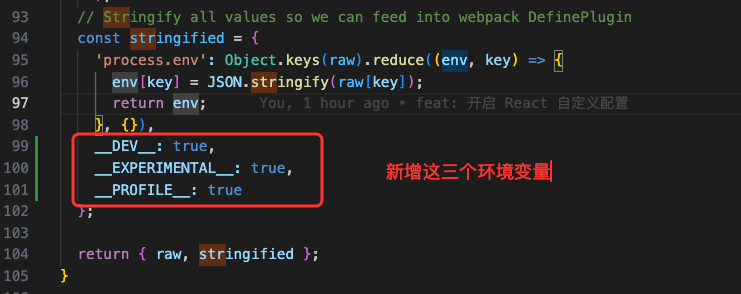 93 // Stringify all values so we can feed into webpack DefinePlugin
94 const stringified = {
95 'process.env': Object.keys(raw).reduce((env, key) => {
96 env[key] = JSON.stringify(raw[key]);
97 return env; You, 1 hour ago • feat: 开启 React 自定义配置
98 }, {}),
99 __DEV__: true,
100 __EXPERIMENTAL__: true, 新增这三个环境变量
101 __PROFILE__: true
102 };
103
104 return { raw, stringified };
105 }